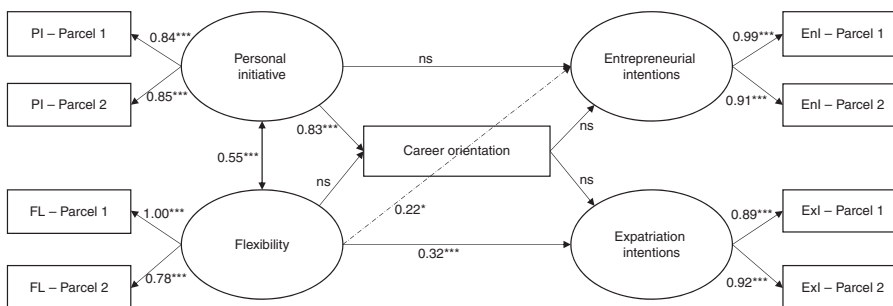 PI – Parcel 1
0.84***
Personal
initiative
ns
Entrepreneurial
intentions
0.99***
EnI – Parcel 1
PI – Parcel 2
0.85***
0.91***
EnI – Parcel 2
0.83***
ns
0.55***
Career orientation
ns
ns
FL – Parcel 1
1.00***
Flexibility
0.22*
0.32***
Expatriation
intentions
0.89***
ExI – Parcel 1
FL – Parcel 2
0.78***
0.92***
ExI – Parcel 2